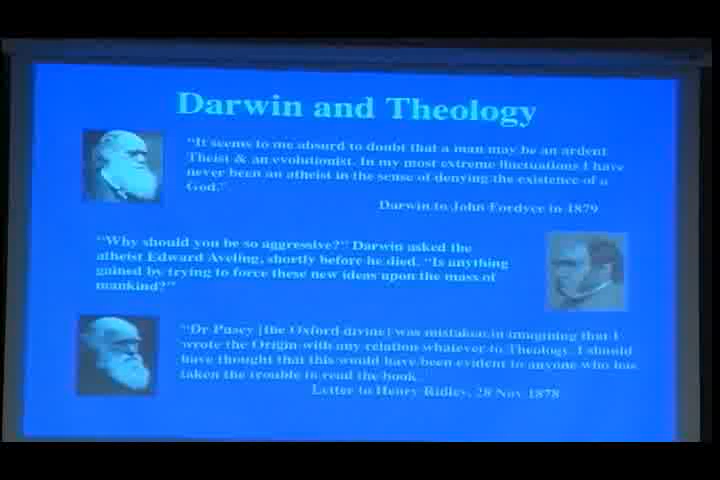 Darwin and Theology
“It seems to me absurd to doubt that a man may be an ardent
Theist & an evolutionist. In my most extreme fluctuations I have
never been an atheist in the sense of denying the existence of a
God.”
Darwin to John Fordyce in 1879
“Why should you be so aggressive?” Darwin asked the
atheist Edward Aveling, shortly before he died. “Is anything
gained by trying to force these new ideas upon the mass of
mankind?”
“Dr Pusey [the Oxford divine] was mistaken in imagining that I
wrote the Origin with any relation whatever to Theology. I should
have thought that this would have been evident to anyone who has
taken the trouble to read the book.
Letter to Henry Ridley, 28 Nov 1878